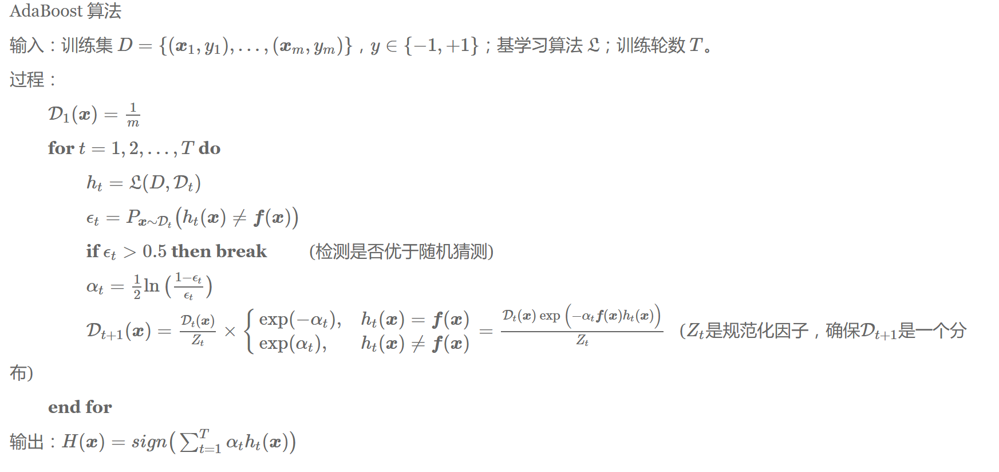 AdaBoost 算法
输入：训练集 $D = \{(\boldsymbol{x}_1, y_1), \ldots, (\boldsymbol{x}_m, y_m)\}$，$y \in \{-1, +1\}$；基学习算法 $\mathfrak{L}$；训练轮数 $T$。
过程：
$\mathcal{D}_1(\boldsymbol{x}) = \frac{1}{m}$
for $t = 1, 2, \ldots, T$ do
$h_t = \mathfrak{L}(D, \mathcal{D}_t)$
$\epsilon_t = P_{\boldsymbol{x} \sim \mathcal{D}_t}\left(h_t(\boldsymbol{x}) \neq \boldsymbol{f}(\boldsymbol{x})\right)$
if $\epsilon_t > 0.5$ then break (检测是否优于随机猜测)
$\alpha_t = \frac{1}{2} \ln\left(\frac{1-\epsilon_t}{\epsilon_t}\right)$
$\mathcal{D}_{t+1}(\boldsymbol{x}) = \frac{\mathcal{D}_t(\boldsymbol{x})}{Z_t} \times \begin{cases} \exp(-\alpha_t), & h_t(\boldsymbol{x}) = \boldsymbol{f}(\boldsymbol{x}) \\ \exp(\alpha_t), & h_t(\boldsymbol{x}) \neq \boldsymbol{f}(\boldsymbol{x}) \end{cases} = \frac{\mathcal{D}_t(\boldsymbol{x}) \exp\left(-\alpha_t \boldsymbol{f}(\boldsymbol{x}) h_t(\boldsymbol{x})\right)}{Z_t}$ ($Z_t$是规范化因子，确保$\mathcal{D}_{t+1}$是一个分
布)
end for
输出：$H(\boldsymbol{x}) = sign\left(\sum_{t=1}^{T} \alpha_t h_t(\boldsymbol{x})\right)$